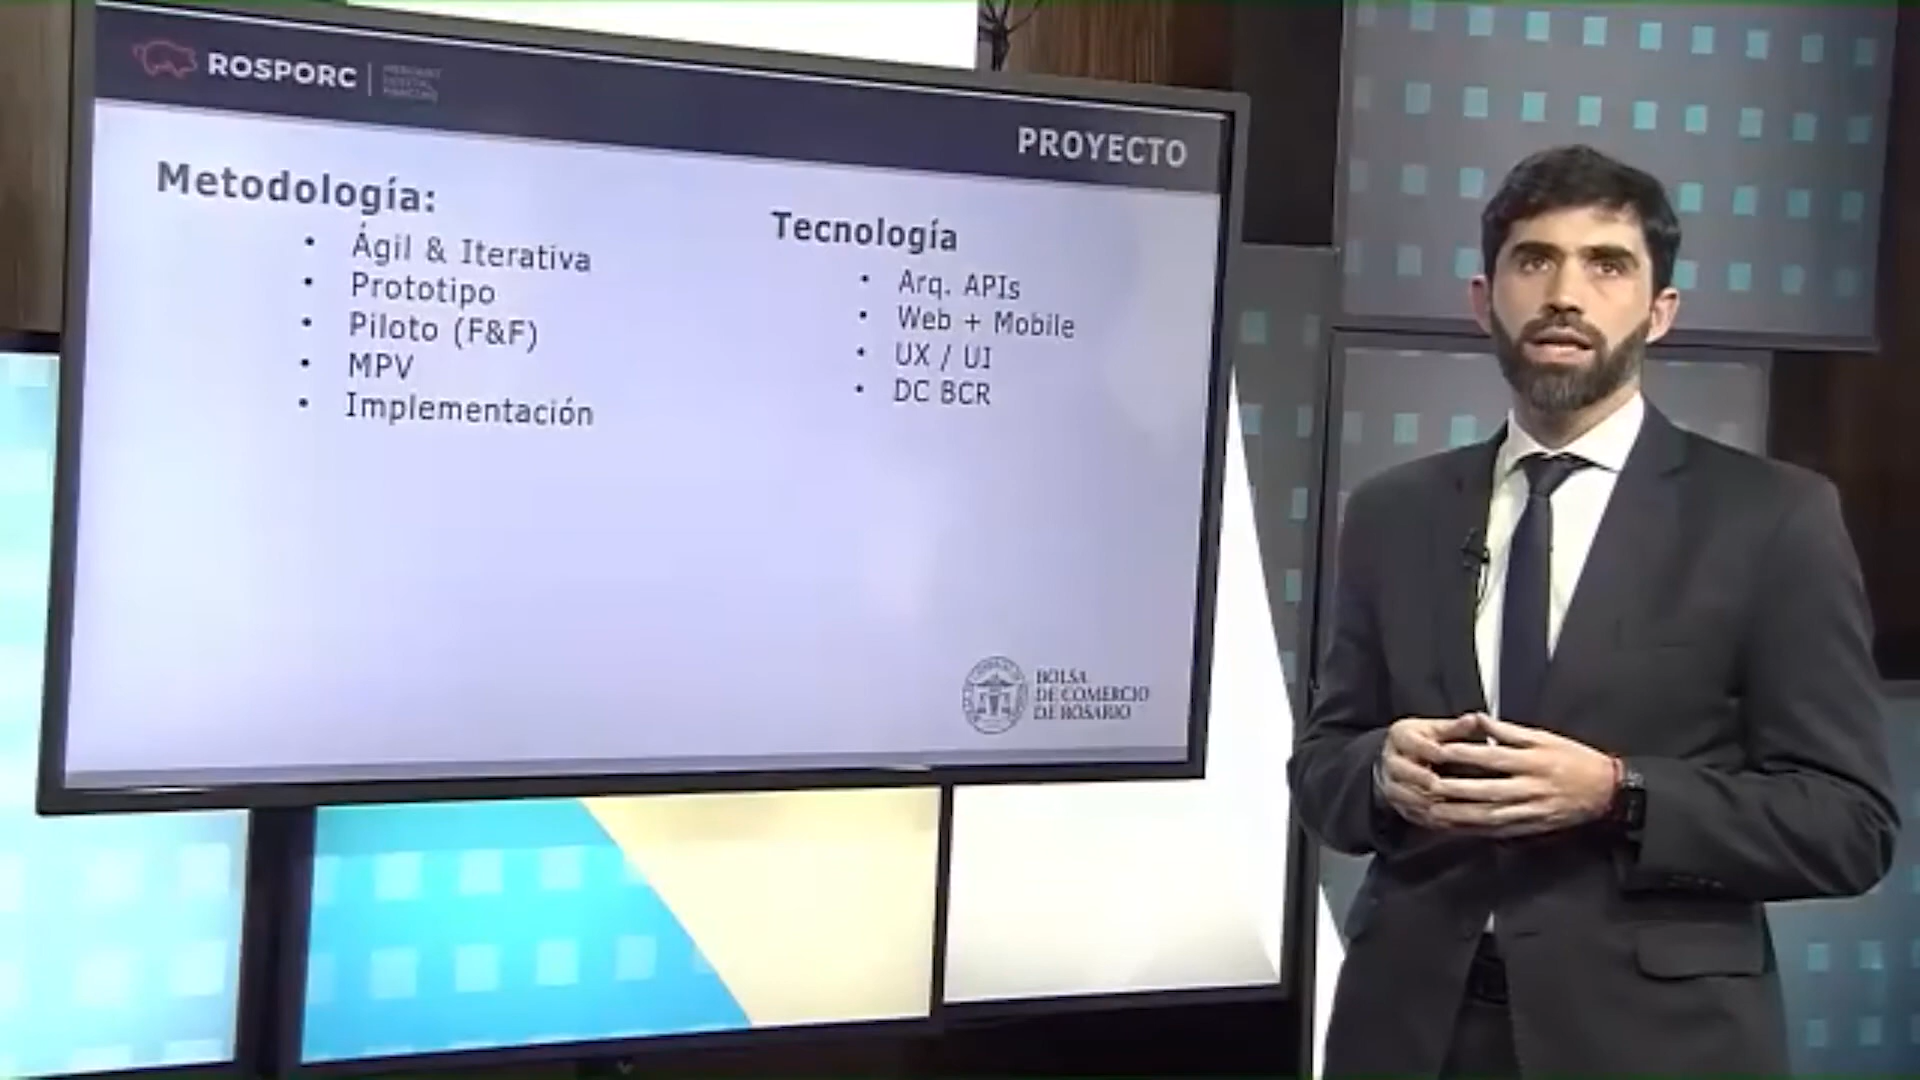 ROSPORC
PROYECTO
Metodología:
• Ágil & Iterativa
• Prototipo
• Piloto (F&F)
• MPV
• Implementación
Tecnología
• Arq. APIs
• Web + Mobile
• UX / UI
• DC BCR
BOLSA
DE COMERCIO
DE ROSARIO